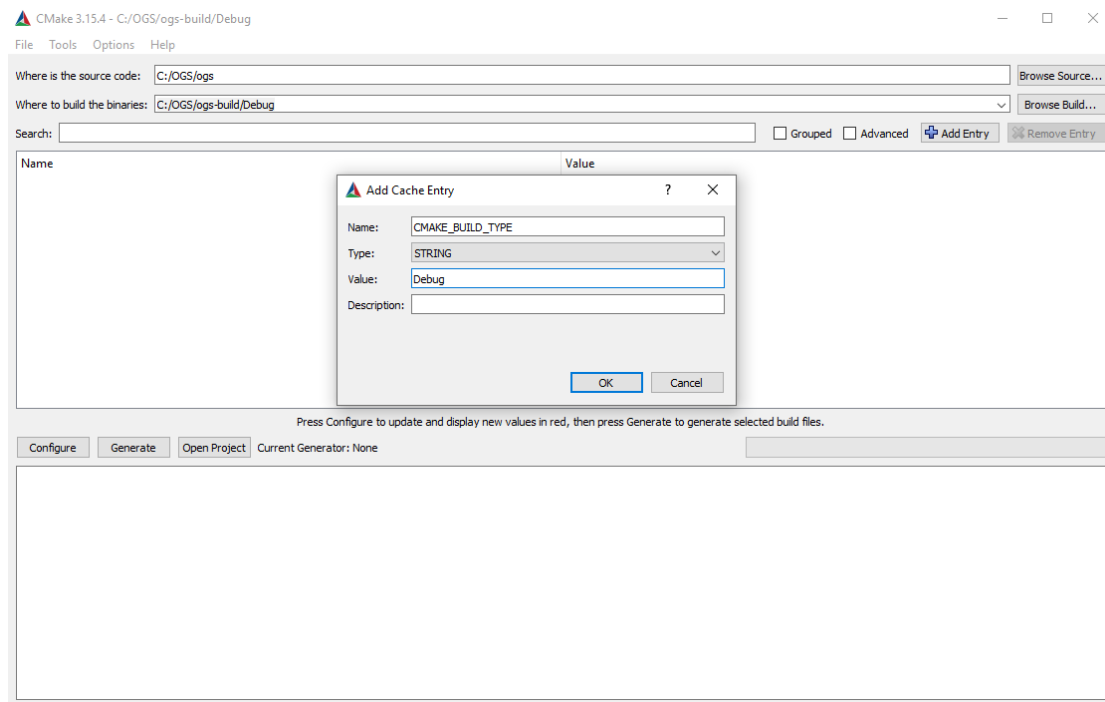 CMake 3.15.4 - C:/OGS/ogs-build/Debug
File Tools Options Help
Where is the source code: C:/OGS/ogs Browse Source...
Where to build the binaries: C:/OGS/ogs-build/Debug Browse Build...
Search: Grouped Advanced Add Entry Remove Entry
Name Value
Add Cache Entry ?
Name: CMAKE_BUILD_TYPE
Type: STRING
Value: Debug
Description:
OK Cancel
Press Configure to update and display new values in red, then press Generate to generate selected build files.
Configure Generate Open Project Current Generator: None